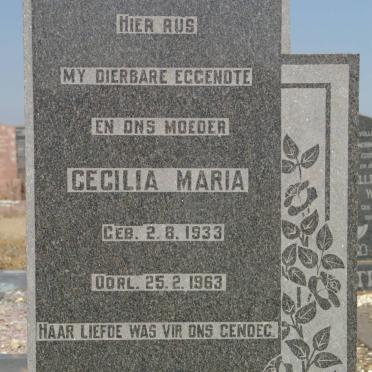 HIER RUS
MY DIERBARE EGGENOTE
EN ONS MOEDER
CECILIA MARIA
GEB. 2.8.1933
OORL. 25.2.1963
HAAR LIEFDE WAS VIR ONS GENOEG.